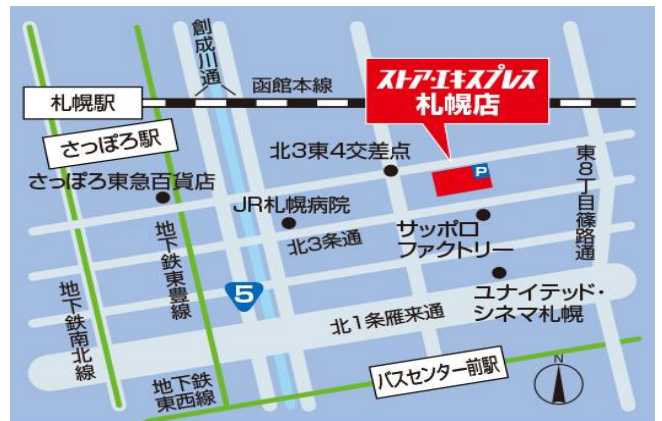 創成川通
函館本線
ストア・エキスプレス
札幌店
札幌駅
さっぽろ駅
北3東4交差点
P
さっぽろ東急百貨店
JR札幌病院
北3条通
サッポロ
ファクトリー
東8丁目篠路通
地下鉄東豊線
5
ユナイテッド・
シネマ札幌
地下鉄南北線
北1条雁来通
バスセンター前駅
N
地下鉄
東西線